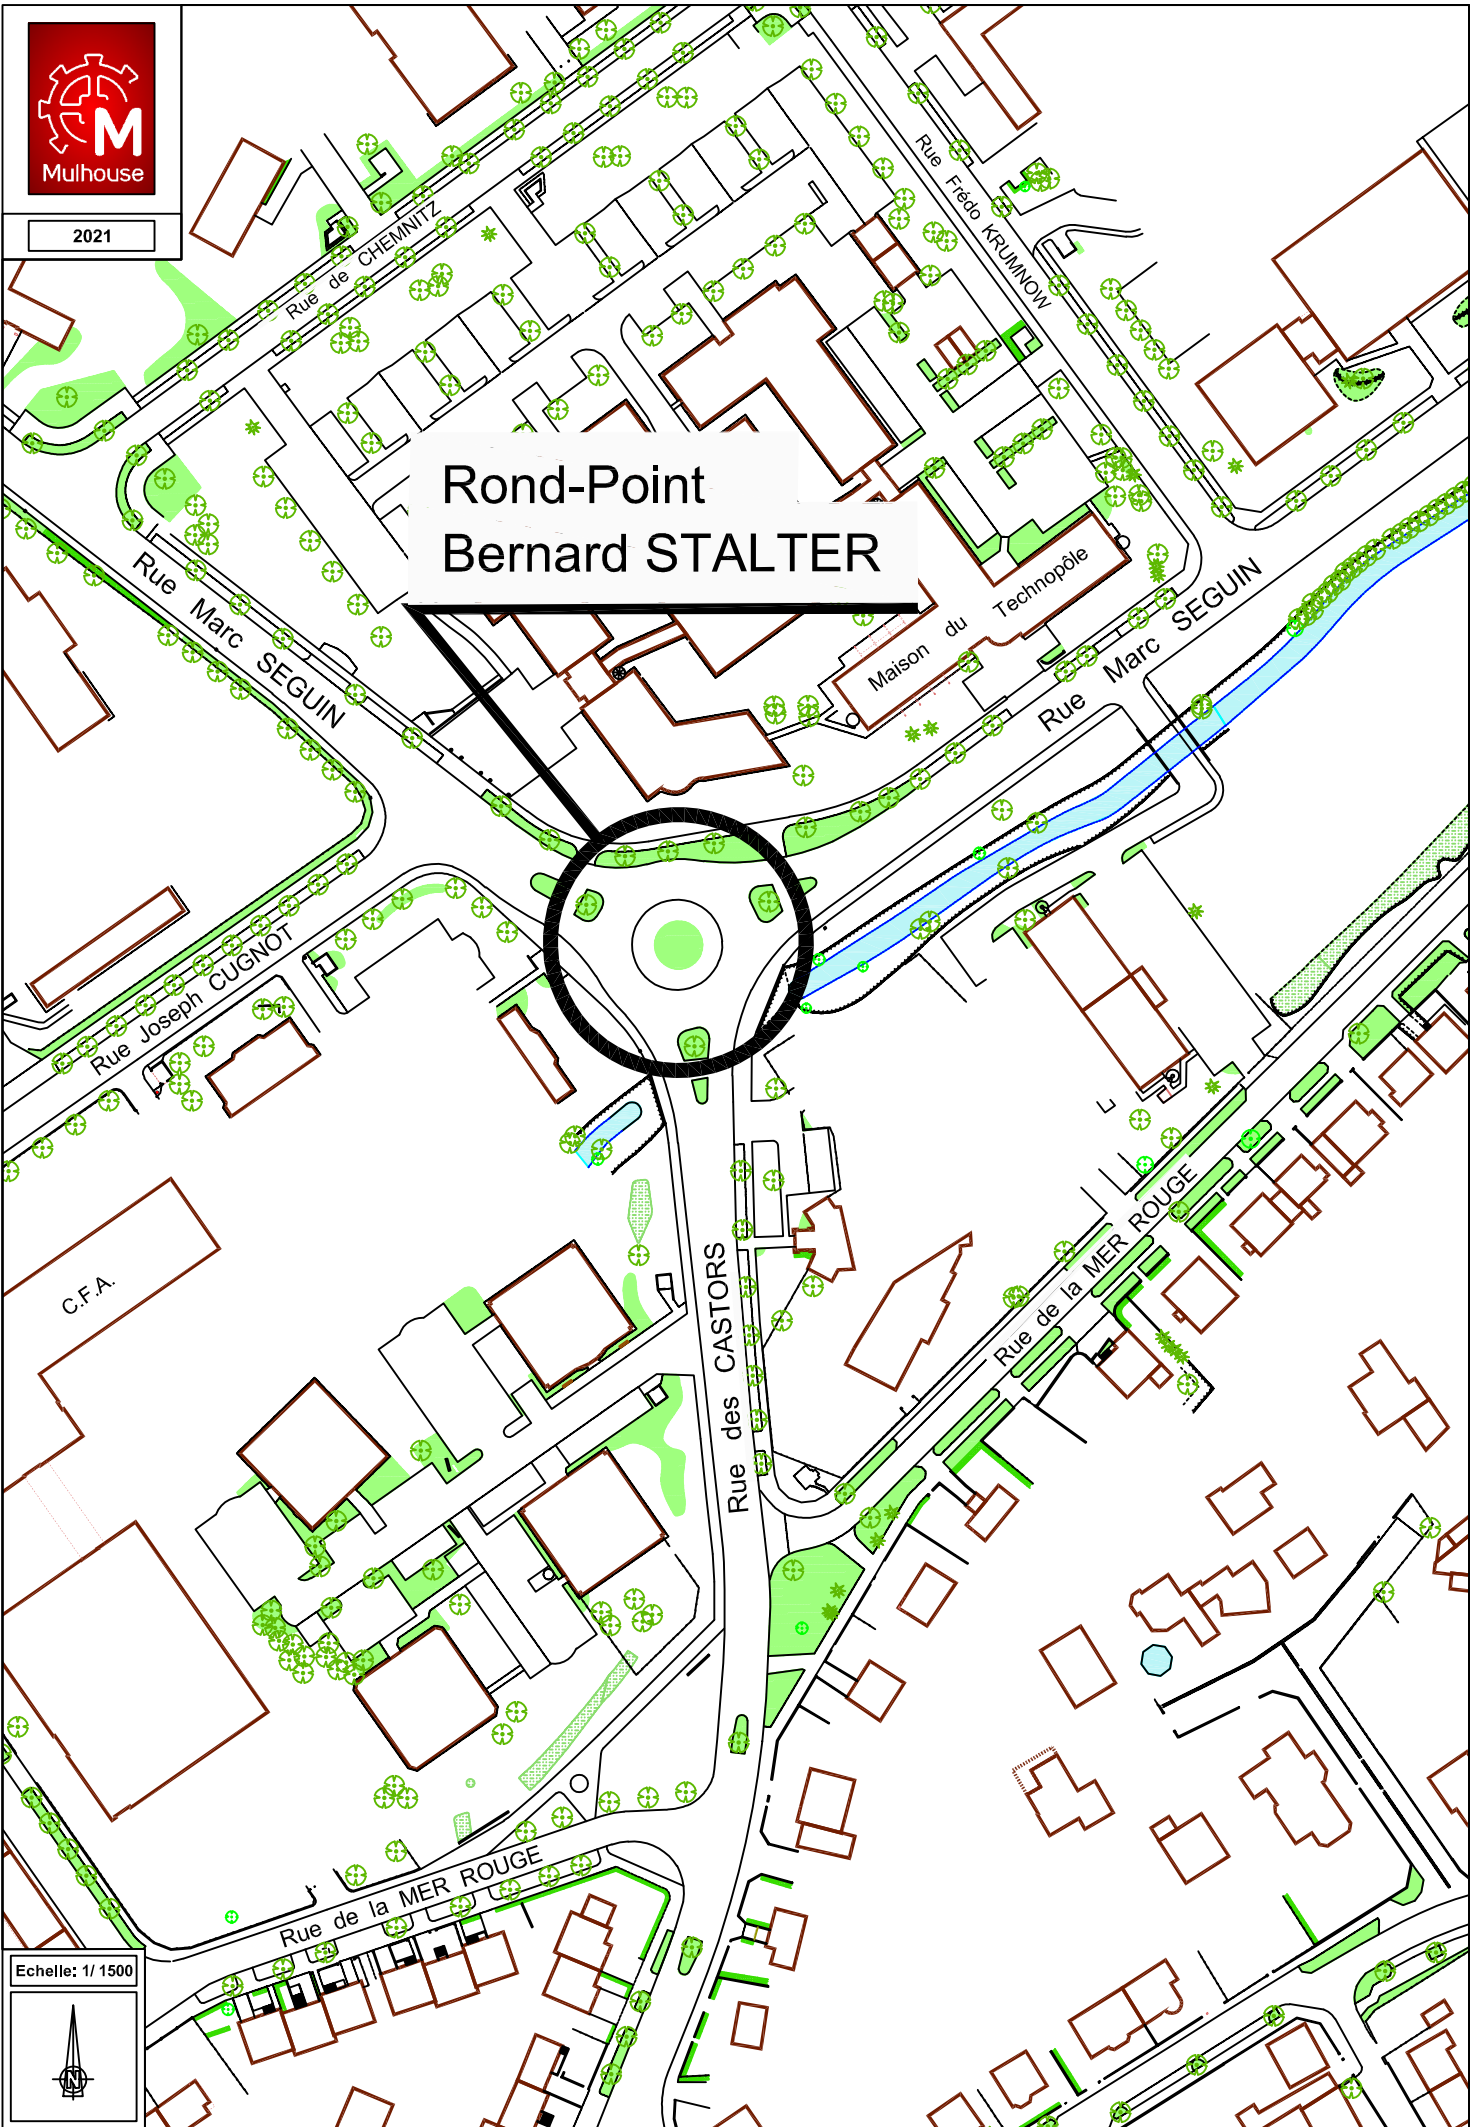 M
Mulhouse
2021
Rue de CHEMNITZ
Rue Frédo KRUMNOW
Rond-Point
Bernard STALTER
Rue Marc SEGUIN
Maison du Technopôle
Rue Marc SEGUIN
Rue Joseph CUGNOT
C.F.A.
Rue des CASTORS
Rue de la MER ROUGE
Rue de la MER ROUGE
Echelle: 1/ 1500
N